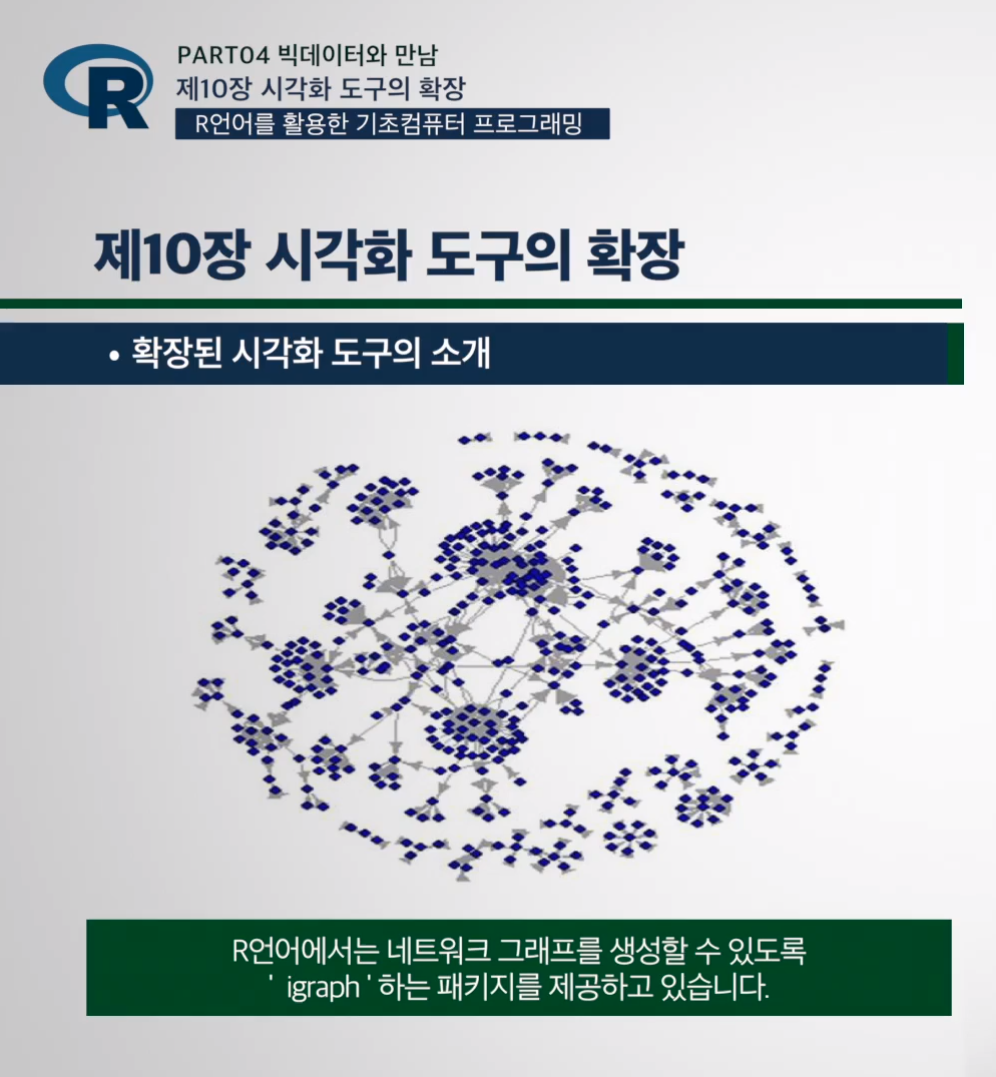 R
PART04 빅데이터와 만남
제10장 시각화 도구의 확장
R언어를 활용한 기초컴퓨터 프로그래밍
제10장 시각화 도구의 확장
• 확장된 시각화 도구의 소개
R언어에서는 네트워크 그래프를 생성할 수 있도록
' igraph ' 하는 패키지를 제공하고 있습니다.